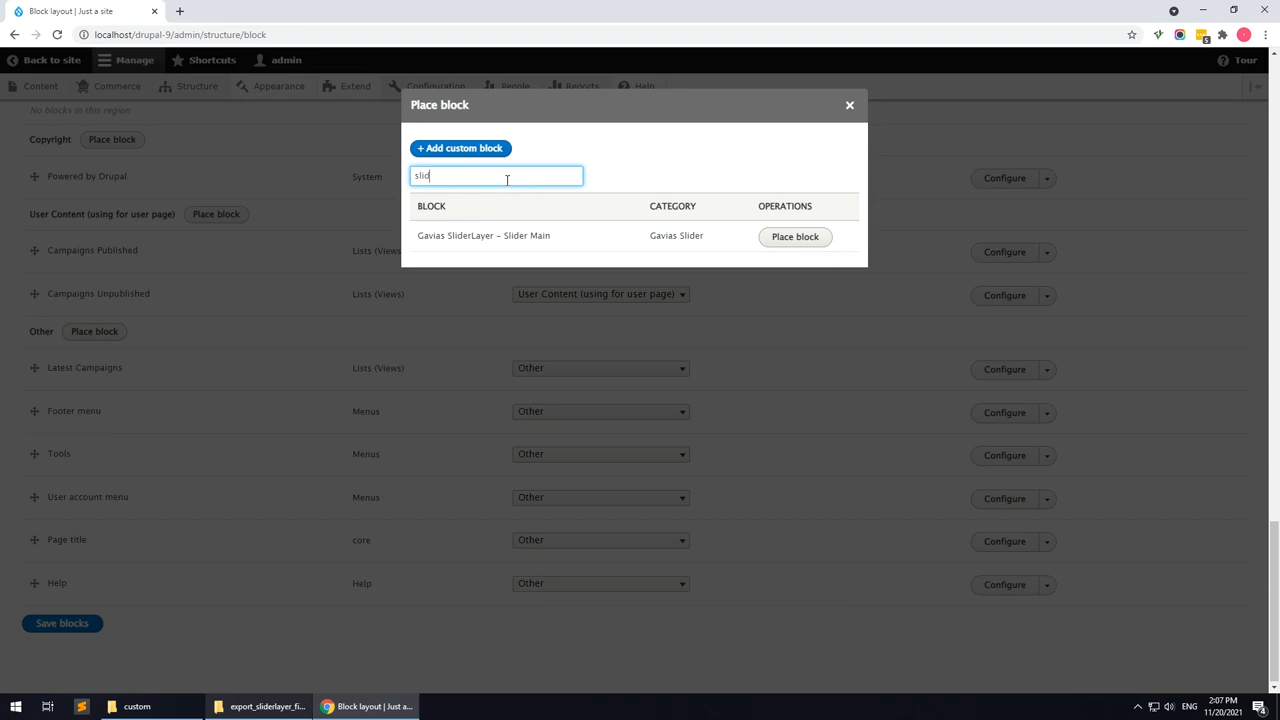 Block layout | Just a site
localhost/drupal-9/admin/structure/block
5
Back to site Manage Shortcuts admin Tour
Content Commerce Structure Appearance Extend Configuration People Reports Help
No blocks in this region
Place block
+ Add custom block
slid
BLOCK CATEGORY OPERATIONS
Gavias SliderLayer – Slider Main Gavias Slider Place block
Copyright Place block
Powered by Drupal System Configure
User Content (using for user page) Place block
Campaigns Published Lists (Views) Configure
Campaigns Unpublished Lists (Views) User Content (using for user page) Configure
Other Place block
Latest Campaigns Lists (Views) Other Configure
Footer menu Menus Other Configure
Tools Menus Other Configure
User account menu Menus Other Configure
Page title core Other Configure
Help Help Other Configure
Save blocks
custom export_sliderlayer_fi... Block layout | Just a... ENG 2:07 PM
11/20/2021 4